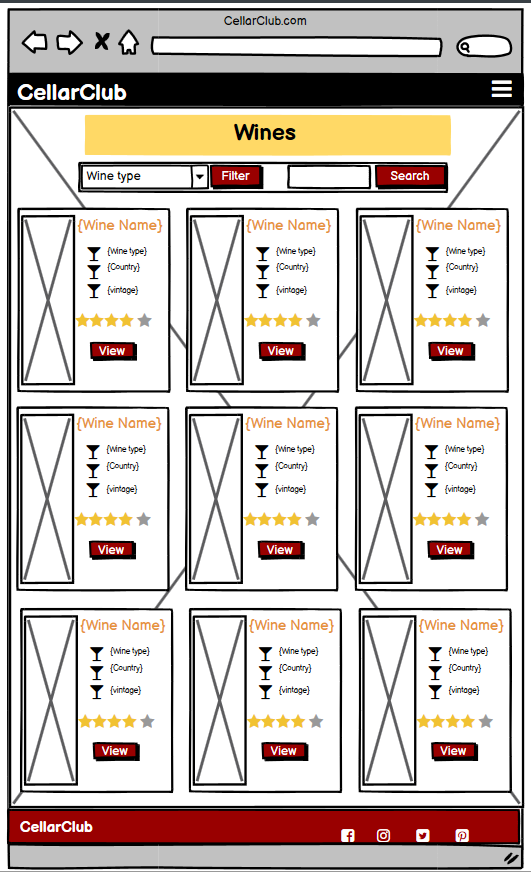 CellarClub.com
CellarClub
Wines
Wine type Filter Search
{Wine Name} {Wine Name} {Wine Name}
{Wine type} {Wine type} {Wine type}
{Country} {Country} {Country}
{vintage} {vintage} {vintage}
View View View
{Wine Name} {Wine Name} {Wine Name}
{Wine type} {Wine type} {Wine type}
{Country} {Country} {Country}
{vintage} {vintage} {vintage}
View View View
{Wine Name} {Wine Name} {Wine Name}
{Wine type} {Wine type} {Wine type}
{Country} {Country} {Country}
{vintage} {vintage} {vintage}
View View View
CellarClub